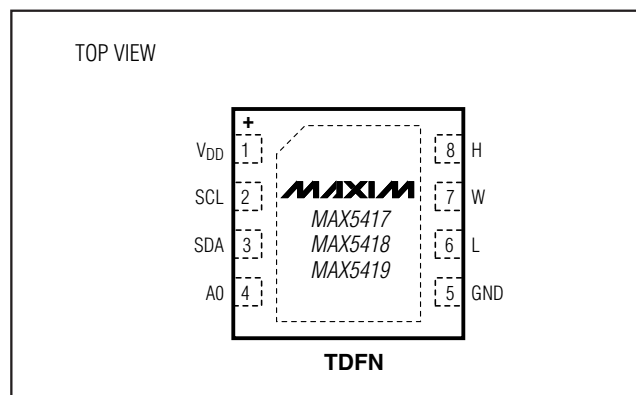 TOP VIEW
+
VDD 1 8 H
MAXIM
SCL 2 7 W
MAX5417
SDA 3 MAX5418 6 L
MAX5419
A0 4 5 GND
TDFN